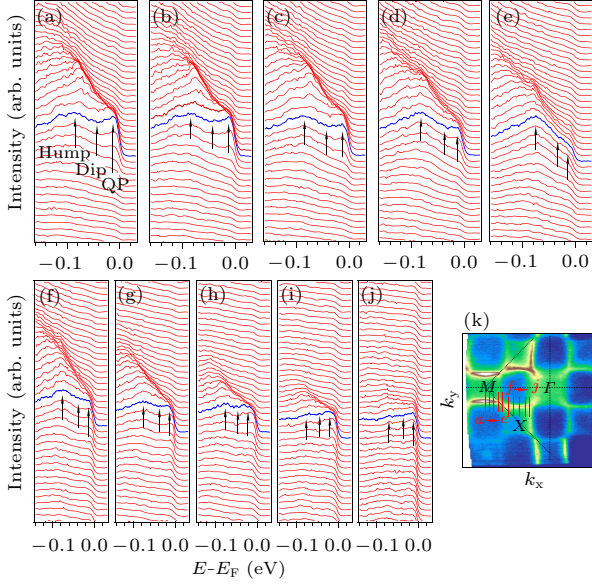 Intensity (arb. units)
(a) (b) (c) (d) (e)
Hump
Dip
QP
−0.1 0.0 −0.1 0.0 −0.1 0.0 −0.1 0.0 −0.1 0.0
Intensity (arb. units)
(f) (g) (h) (i) (j) (k)
M Γ
f j
X
k_y
k_x
−0.1 0.0 −0.1 0.0 −0.1 0.0 −0.1 0.0 −0.1 0.0
E-E_F (eV)